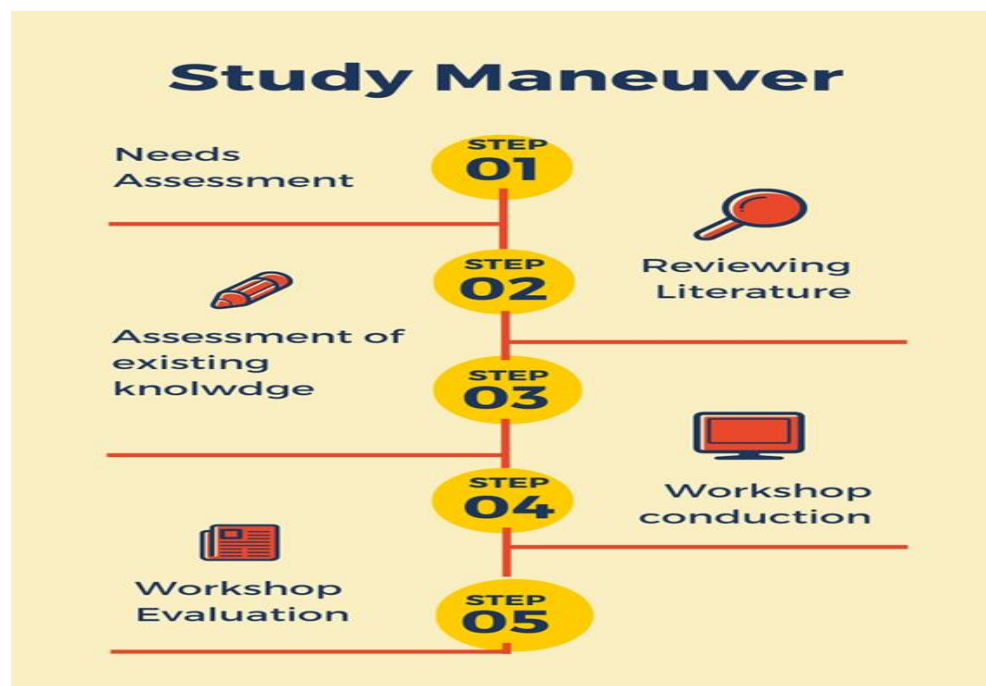 Study Maneuver
STEP
01
Needs
Assessment
STEP
02
Reviewing
Literature
STEP
03
Assessment of
existing
knolwdge
STEP
04
Workshop
conduction
STEP
05
Workshop
Evaluation